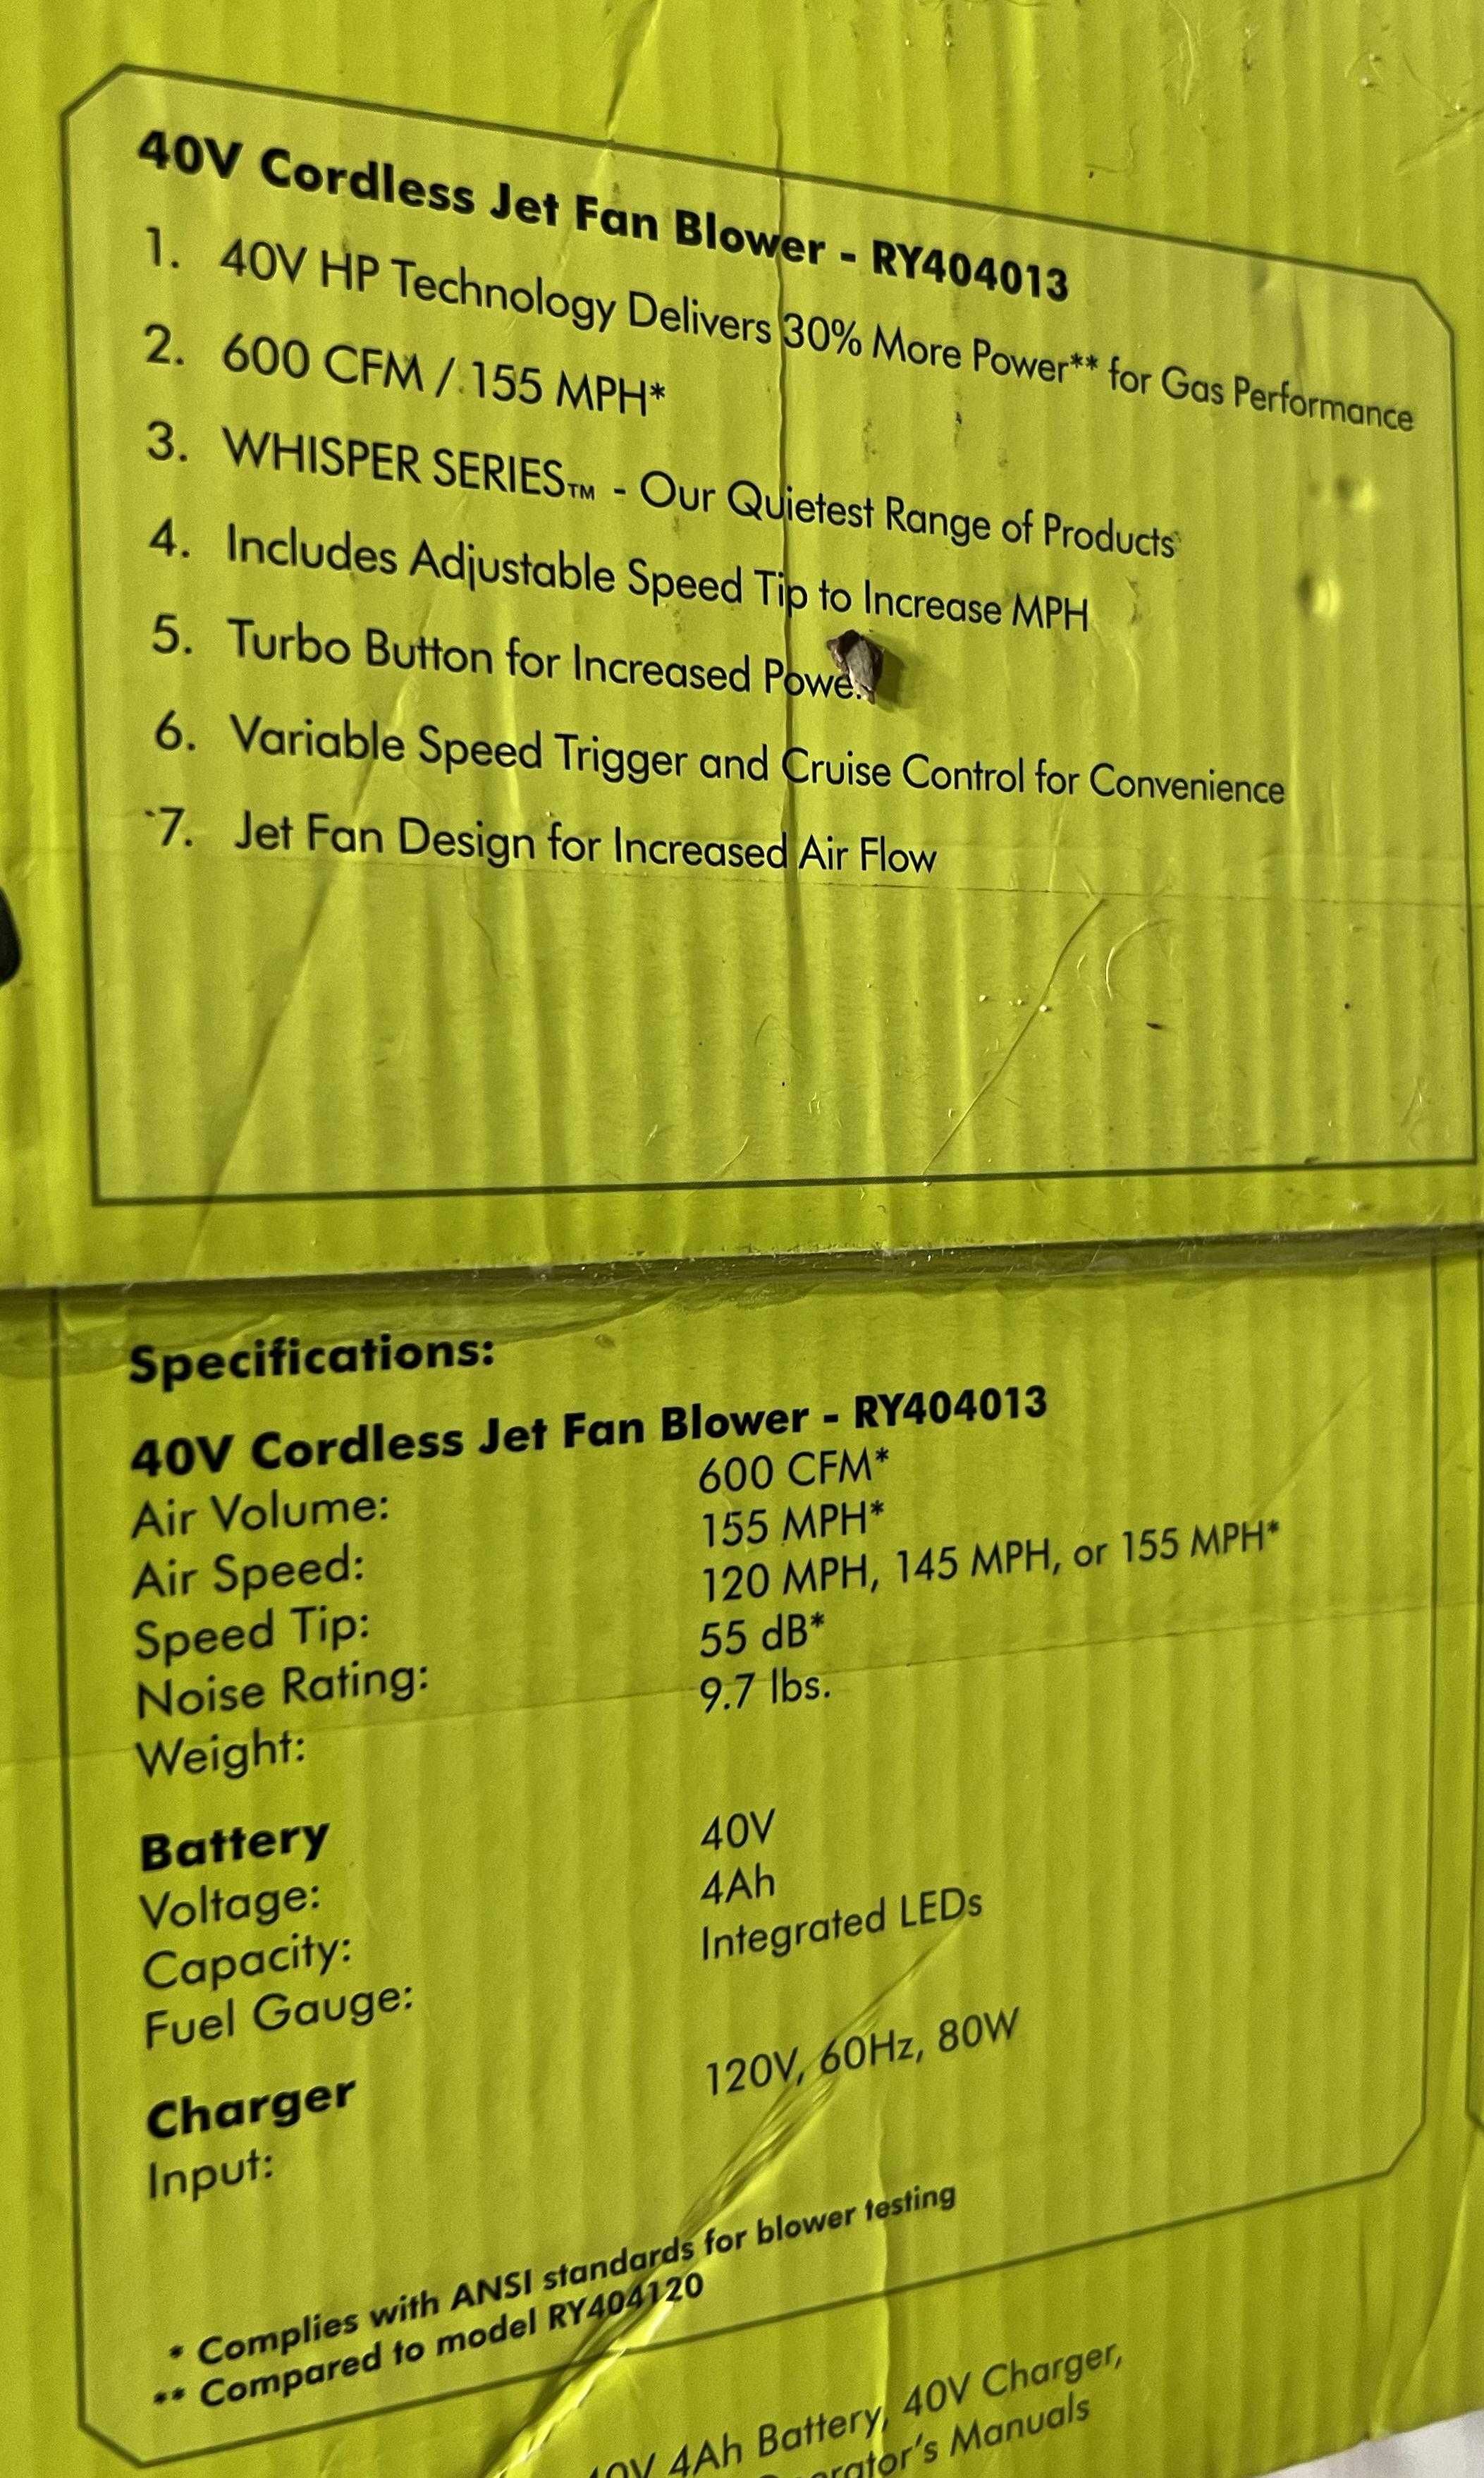 40V Cordless Jet Fan Blower - RY404013
1. 40V HP Technology Delivers 30% More Power** for Gas Performance
2. 600 CFM / 155 MPH*
3. WHISPER SERIES™ - Our Quietest Range of Products
4. Includes Adjustable Speed Tip to Increase MPH
5. Turbo Button for Increased Power
6. Variable Speed Trigger and Cruise Control for Convenience
7. Jet Fan Design for Increased Air Flow
Specifications:
40V Cordless Jet Fan Blower - RY404013
Air Volume: 600 CFM*
Air Speed: 155 MPH*
Speed Tip: 120 MPH, 145 MPH, or 155 MPH*
Noise Rating: 55 dB*
Weight: 9.7 lbs.
Battery
Voltage: 40V
Capacity: 4Ah
Fuel Gauge: Integrated LEDs
Charger
Input: 120V, 60Hz, 80W
* Complies with ANSI standards for blower testing
** Compared to model RY404120
4Ah Battery, 40V Charger,
Manuals